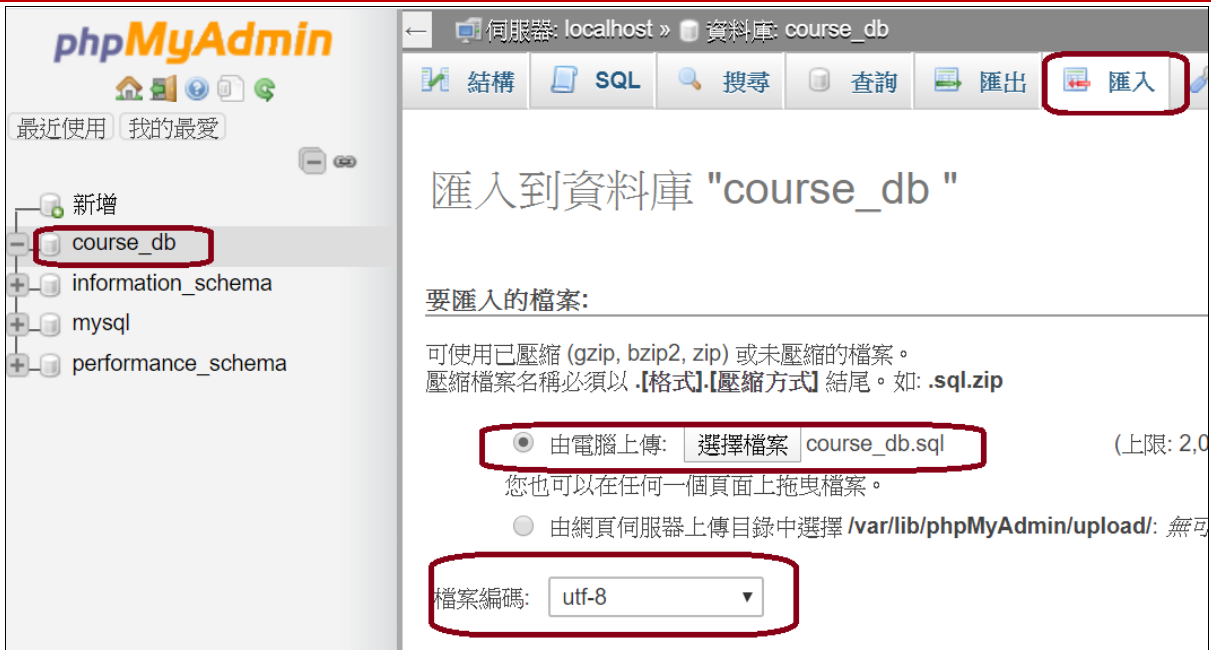 phpMyAdmin
最近使用 我的最愛
新增
course_db
information_schema
mysql
performance_schema
伺服器: localhost » 資料庫: course_db
結構 SQL 搜尋 查詢 匯出 匯入
匯入到資料庫 "course_db "
要匯入的檔案:
可使用已壓縮 (gzip, bzip2, zip) 或未壓縮的檔案。
壓縮檔案名稱必須以 .[格式].[壓縮方式] 結尾。如: .sql.zip
由電腦上傳: 選擇檔案 course_db.sql (上限: 2,0
您也可以在任何一個頁面上拖曳檔案。
由網頁伺服器上傳目錄中選擇 /var/lib/phpMyAdmin/upload/: 無可
檔案編碼: utf-8